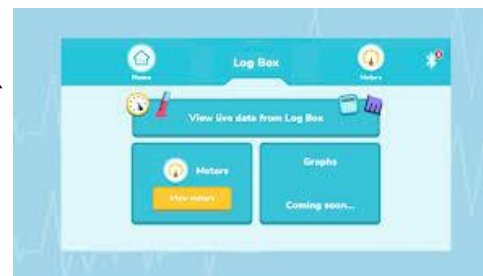 Log Box
Home
Meters
View live data from Log Box
Meters
View meters
Graphs
Coming soon...